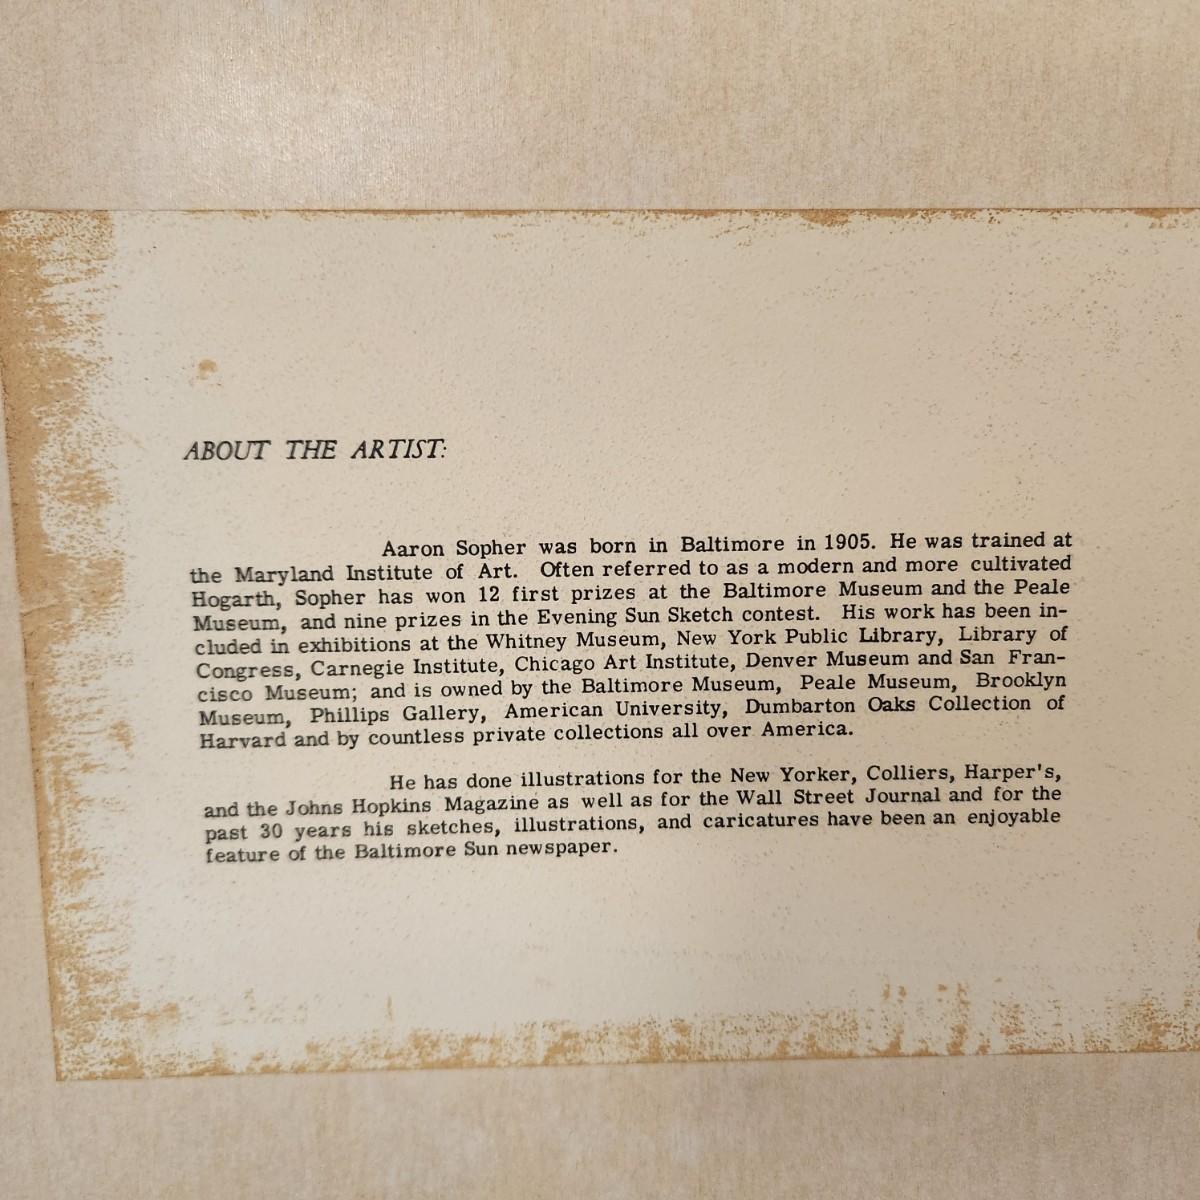 ABOUT THE ARTIST:
Aaron Sopher was born in Baltimore in 1905. He was trained at
the Maryland Institute of Art. Often referred to as a modern and more cultivated
Hogarth, Sopher has won 12 first prizes at the Baltimore Museum and the Peale
Museum, and nine prizes in the Evening Sun Sketch contest. His work has been in-
cluded in exhibitions at the Whitney Museum, New York Public Library, Library of
Congress, Carnegie Institute, Chicago Art Institute, Denver Museum and San Fran-
cisco Museum; and is owned by the Baltimore Museum, Peale Museum, Brooklyn
Museum, Phillips Gallery, American University, Dumbarton Oaks Collection of
Harvard and by countless private collections all over America.
He has done illustrations for the New Yorker, Colliers, Harper's,
and the Johns Hopkins Magazine as well as for the Wall Street Journal and for the
past 30 years his sketches, illustrations, and caricatures have been an enjoyable
feature of the Baltimore Sun newspaper.